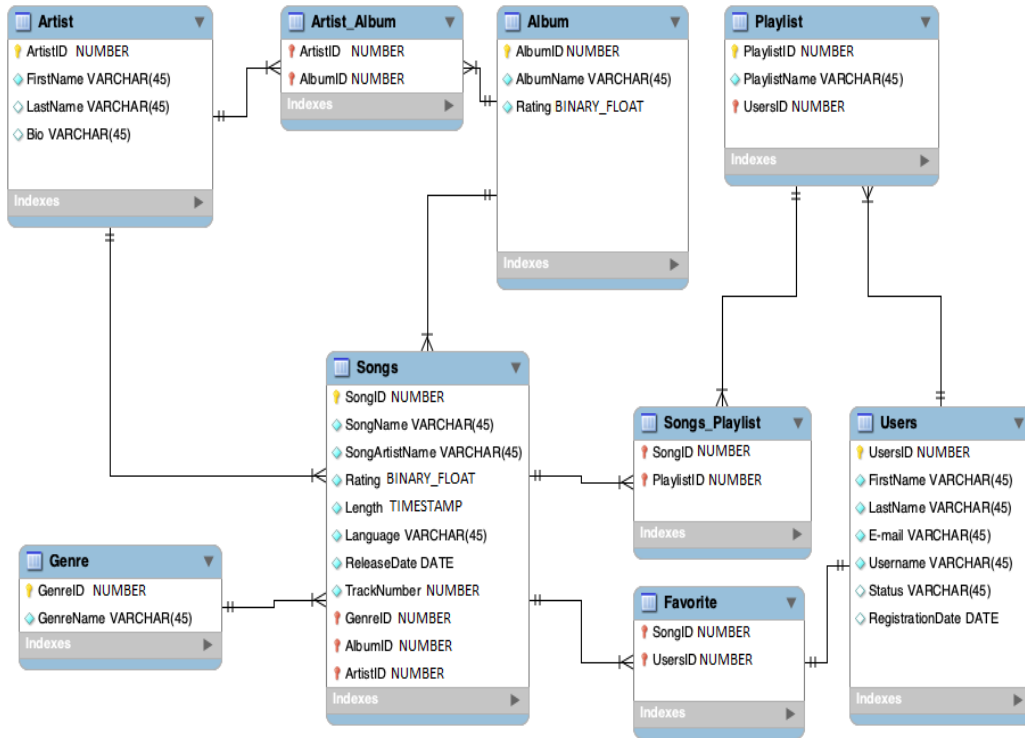 Artist
ArtistID NUMBER
FirstName VARCHAR(45)
LastName VARCHAR(45)
Bio VARCHAR(45)
Indexes
Artist_Album
ArtistID NUMBER
AlbumID NUMBER
Indexes
Album
AlbumID NUMBER
AlbumName VARCHAR(45)
Rating BINARY_FLOAT
Indexes
Playlist
PlaylistID NUMBER
PlaylistName VARCHAR(45)
UsersID NUMBER
Indexes
Songs
SongID NUMBER
SongName VARCHAR(45)
SongArtistName VARCHAR(45)
Rating BINARY_FLOAT
Length TIMESTAMP
Language VARCHAR(45)
ReleaseDate DATE
TrackNumber NUMBER
GenreID NUMBER
AlbumID NUMBER
ArtistID NUMBER
Indexes
Songs_Playlist
SongID NUMBER
PlaylistID NUMBER
Indexes
Users
UsersID NUMBER
FirstName VARCHAR(45)
LastName VARCHAR(45)
E-mail VARCHAR(45)
Username VARCHAR(45)
Status VARCHAR(45)
RegistrationDate DATE
Indexes
Genre
GenreID NUMBER
GenreName VARCHAR(45)
Indexes
Favorite
SongID NUMBER
UsersID NUMBER
Indexes